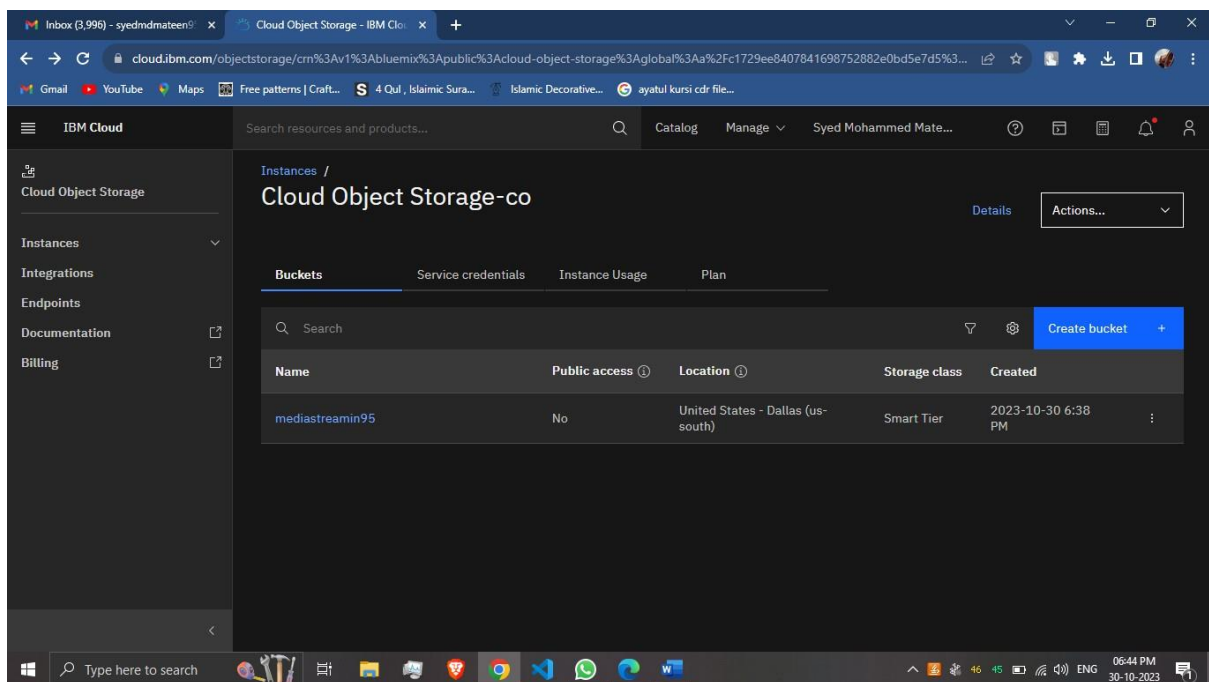 Inbox (3,996) - syedmdmateen9
Cloud Object Storage - IBM Clo
cloud.ibm.com/objectstorage/crn%3Av1%3Abluemix%3Apublic%3Acloud-object-storage%3Aglobal%3Aa%2Fc1729ee8407841698752882e0bd5e7d5%3...
Gmail YouTube Maps Free patterns | Craft... 4 Qul , Islaimic Sura... Islamic Decorative... ayatul kursi cdr file...
IBM Cloud
Search resources and products...
Catalog Manage Syed Mohammed Mate...
Cloud Object Storage
Instances
Integrations
Endpoints
Documentation
Billing
Instances /
Cloud Object Storage-co
Details Actions...
Buckets Service credentials Instance Usage Plan
Search Create bucket +
Name Public access Location Storage class Created
mediastreamin95 No United States - Dallas (us- Smart Tier 2023-10-30 6:38
south) PM
Type here to search
46 45 ENG 06:44 PM
30-10-2023